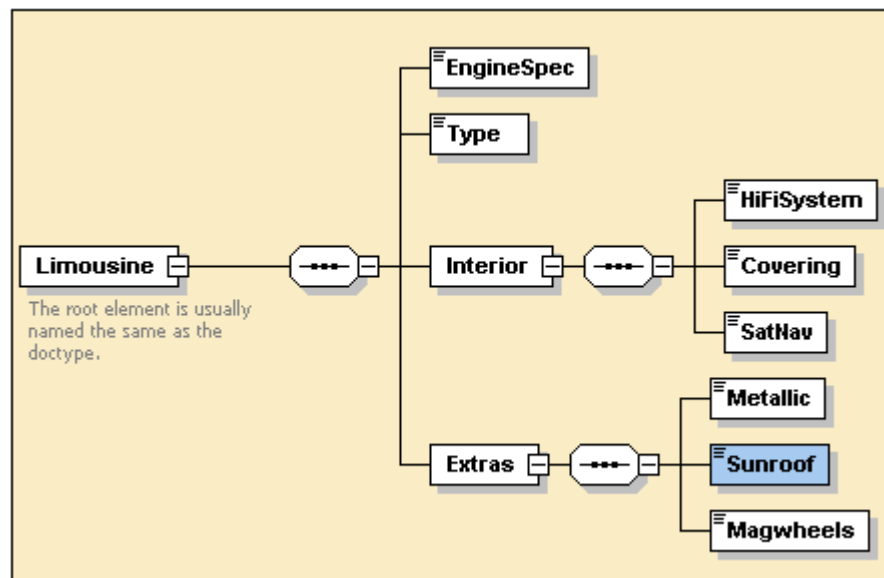 EngineSpec
Type
HiFiSystem
Limousine
Interior
Covering
The root element is usually
named the same as the
doctype.
SatNav
Metallic
Extras
Sunroof
Magwheels